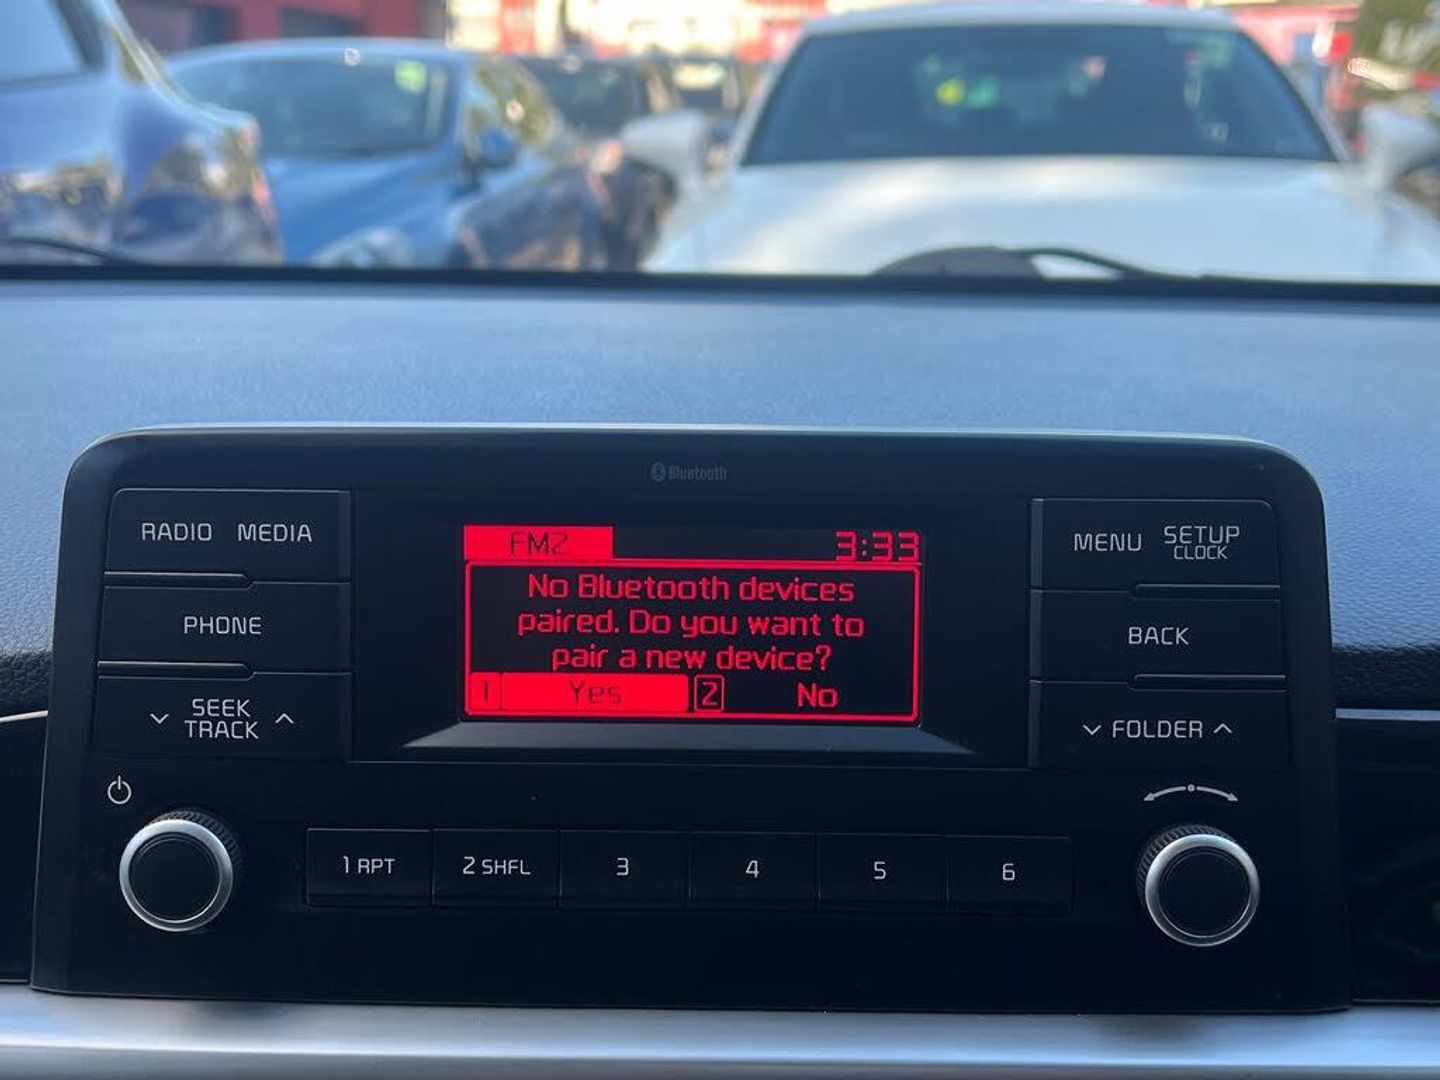 Bluetooth
RADIO MEDIA
PHONE
SEEK
TRACK
FM2 3:33
No Bluetooth devices
paired. Do you want to
pair a new device?
1 Yes 2 No
MENU SETUP
CLOCK
BACK
FOLDER
1 RPT 2 SHFL 3 4 5 6